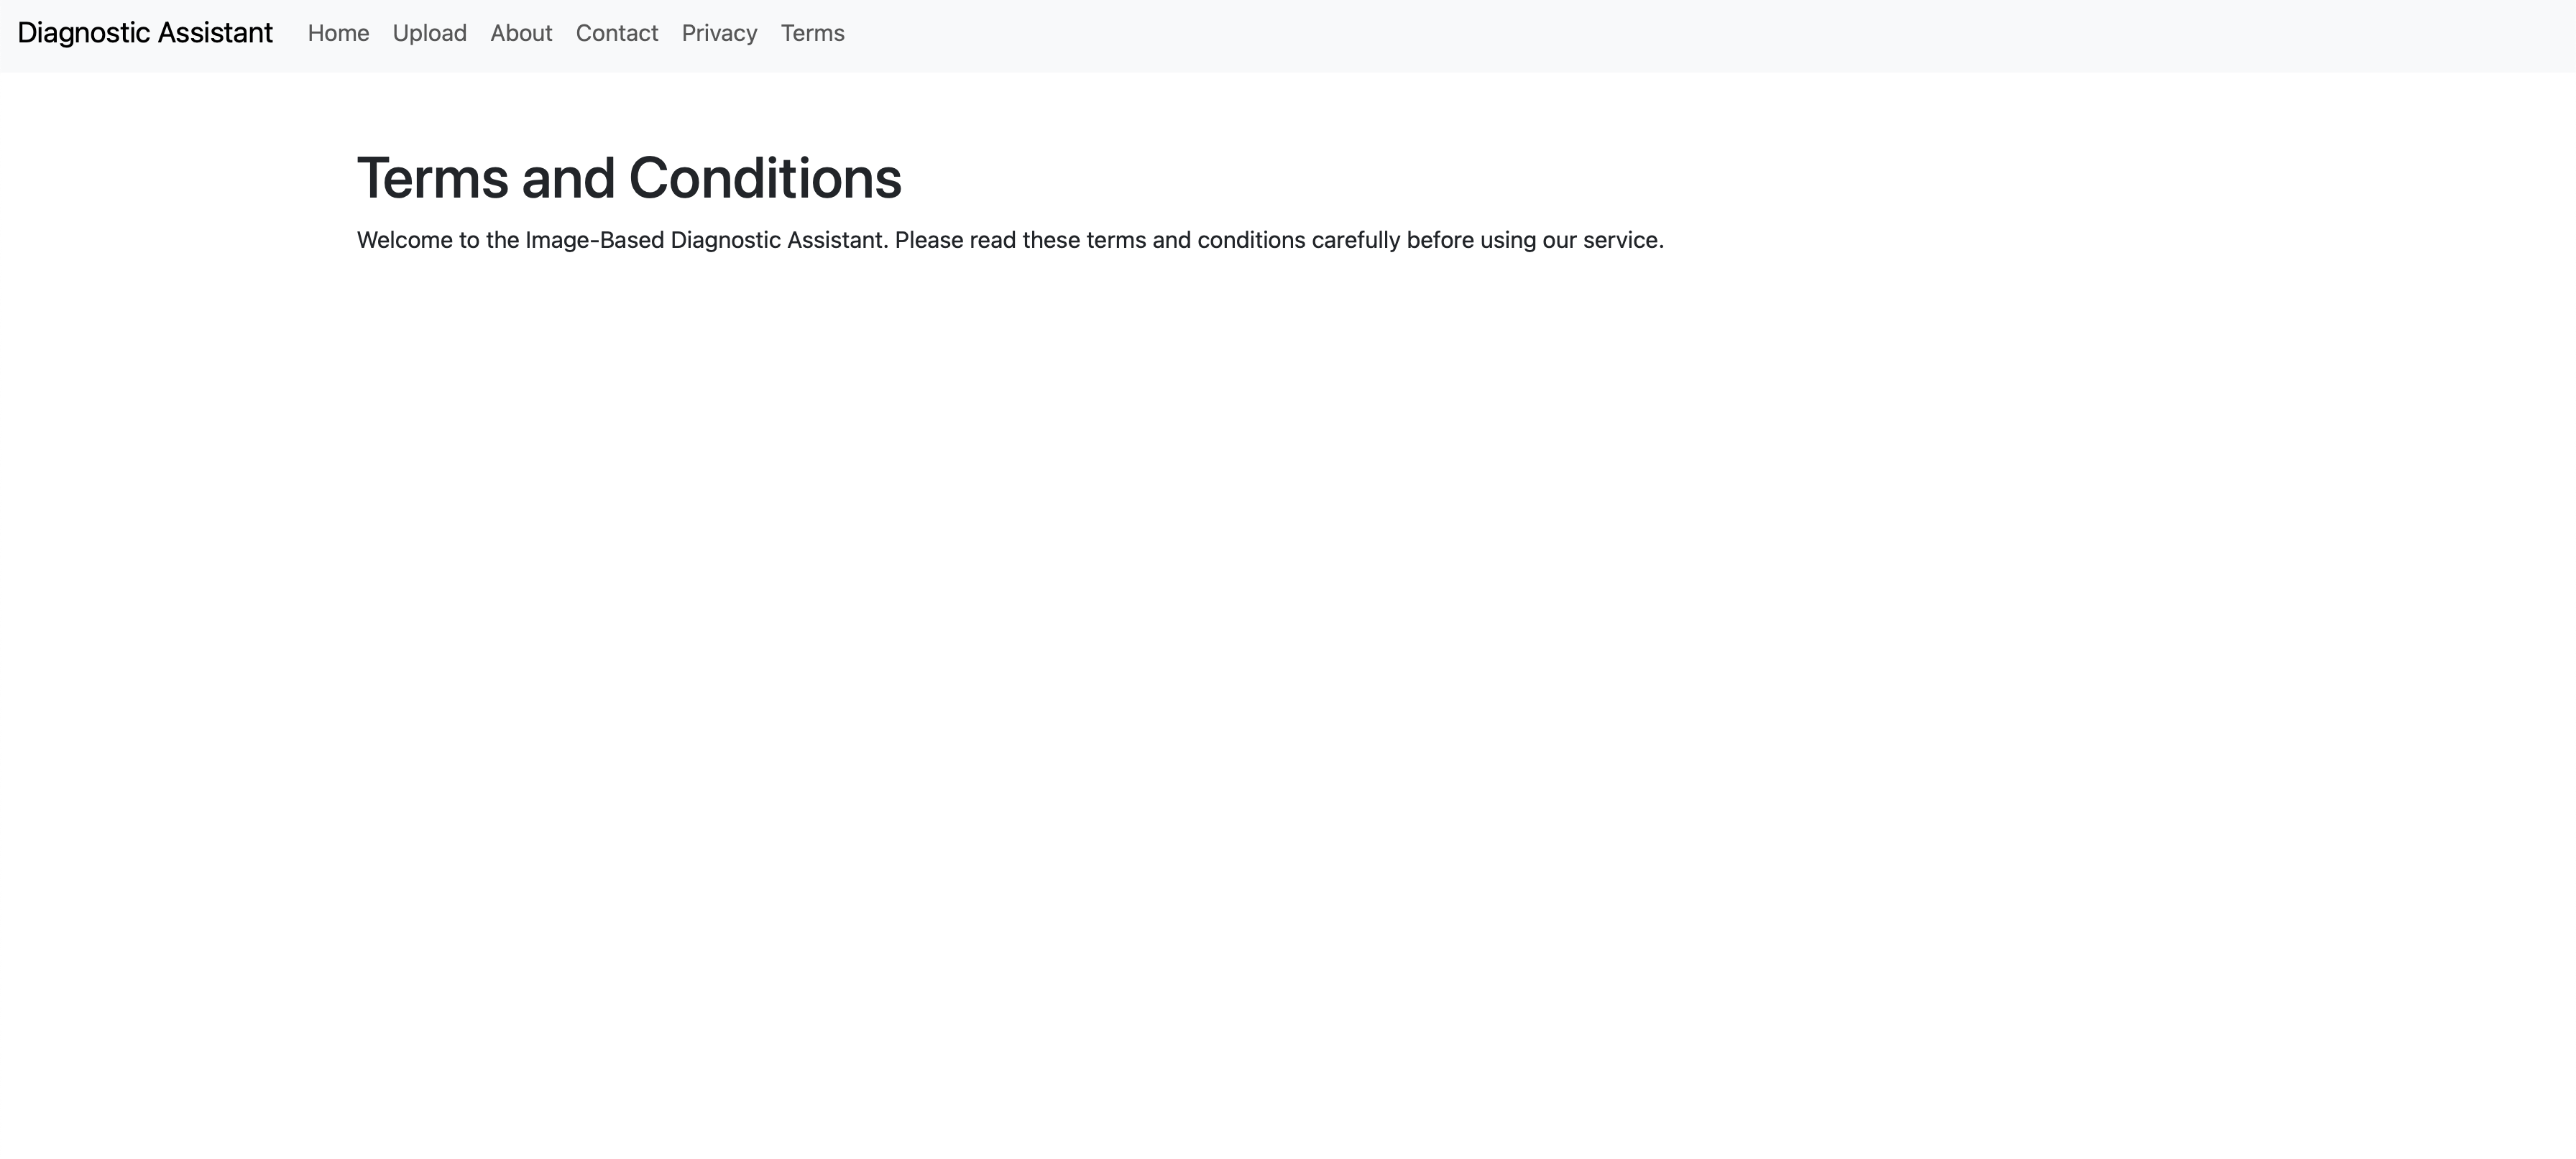 Diagnostic Assistant Home Upload About Contact Privacy Terms
Terms and Conditions
Welcome to the Image-Based Diagnostic Assistant. Please read these terms and conditions carefully before using our service.